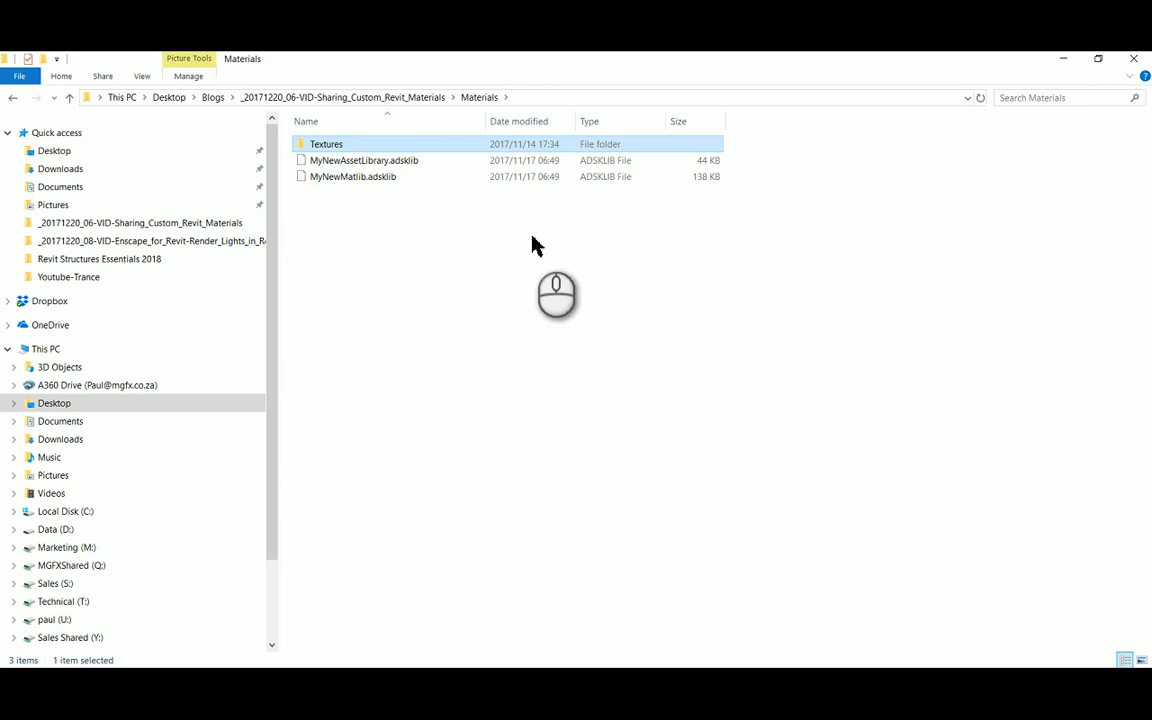 Picture Tools
Materials
File
Home
Share
View
Manage
This PC
Desktop
Blogs
_20171220_06-VID-Sharing_Custom_Revit_Materials
Materials
Search Materials
Name
Date modified
Type
Size
Textures
2017/11/14 17:34
File folder
MyNewAssetLibrary.adsklib
2017/11/17 06:49
ADSKLIB File
44 KB
MyNewMatlib.adsklib
2017/11/17 06:49
ADSKLIB File
138 KB
Quick access
Desktop
Downloads
Documents
Pictures
_20171220_06-VID-Sharing_Custom_Revit_Materials
_20171220_08-VID-Enscape_for_Revit-Render_Lights_in_R
Revit Structures Essentials 2018
Youtube-Trance
Dropbox
OneDrive
This PC
3D Objects
A360 Drive (Paul@mgfx.co.za)
Desktop
Documents
Downloads
Music
Pictures
Videos
Local Disk (C:)
Data (D:)
Marketing (M:)
MGFXShared (Q:)
Sales (S:)
Technical (T:)
paul (U:)
Sales Shared (Y:)
3 items
1 item selected